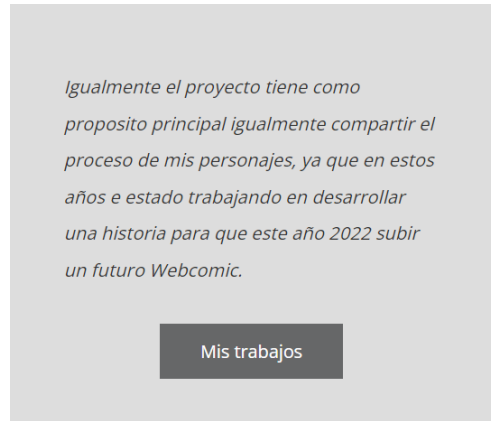 Igualmente el proyecto tiene como
proposito principal igualmente compartir el
proceso de mis personajes, ya que en estos
años e estado trabajando en desarrollar
una historia para que este año 2022 subir
un futuro Webcomic.
Mis trabajos